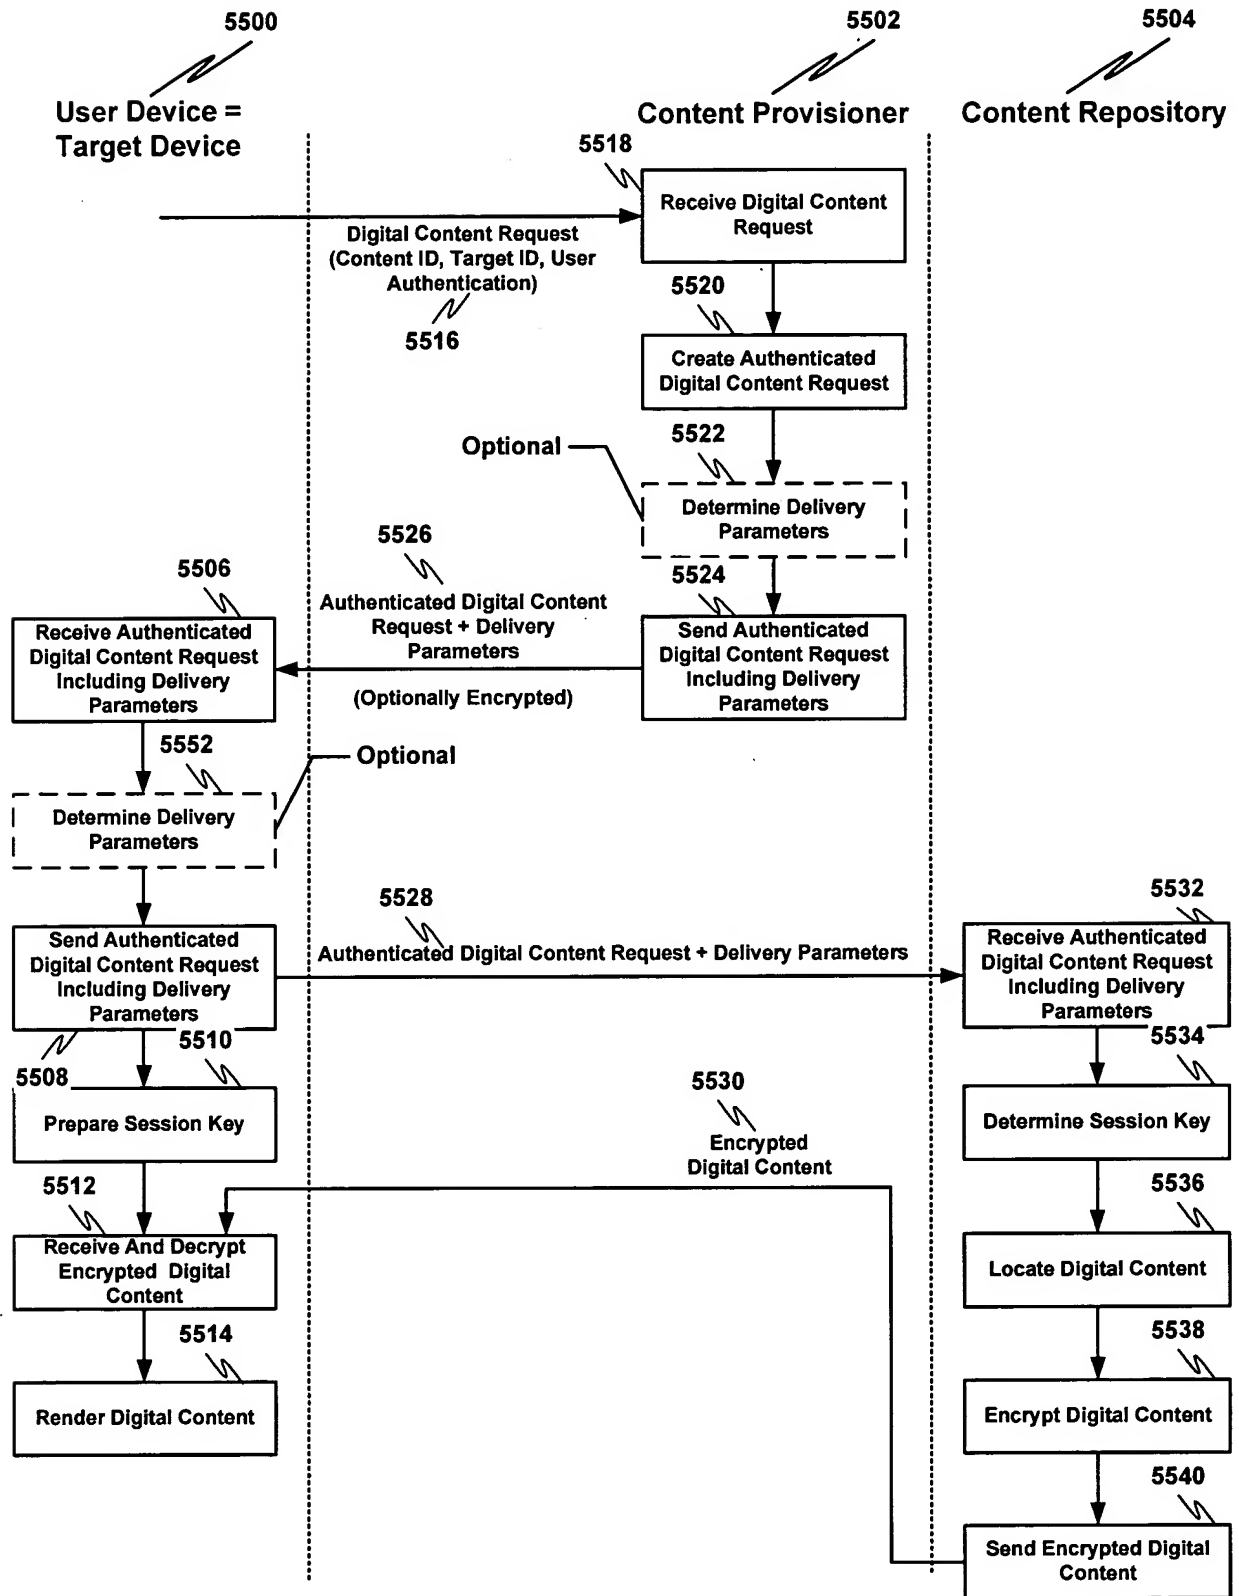 5500
5502
5504
User Device =
Target Device
Content Provisioner
Content Repository
5518
Receive Digital Content
Request
Digital Content Request
(Content ID, Target ID, User
Authentication)
5516
5520
Create Authenticated
Digital Content Request
5522
Optional
Determine Delivery
Parameters
5526
5524
Authenticated Digital Content
Request + Delivery
Parameters
(Optionally Encrypted)
Send Authenticated
Digital Content Request
Including Delivery
Parameters
5506
Receive Authenticated
Digital Content Request
Including Delivery
Parameters
5552
Optional
Determine Delivery
Parameters
5528
5532
Send Authenticated
Digital Content Request
Including Delivery
Parameters
Authenticated Digital Content Request + Delivery Parameters
Receive Authenticated
Digital Content Request
Including Delivery
Parameters
5510
5534
5508
Prepare Session Key
5530
Determine Session Key
Encrypted
Digital Content
5512
5536
Receive And Decrypt
Encrypted Digital
Content
Locate Digital Content
5514
5538
Render Digital Content
Encrypt Digital Content
5540
Send Encrypted Digital
Content